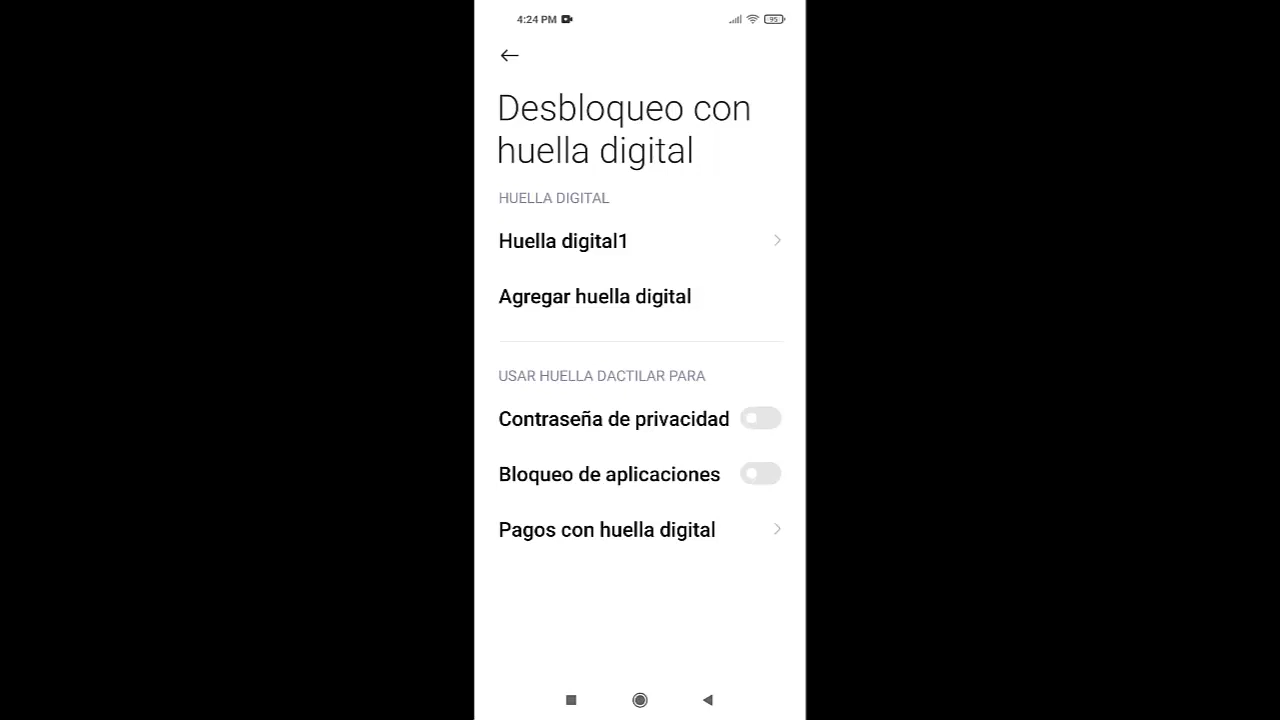 4:24 PM
95
Desbloqueo con
huella digital
HUELLA DIGITAL
Huella digital1
Agregar huella digital
USAR HUELLA DACTILAR PARA
Contraseña de privacidad
Bloqueo de aplicaciones
Pagos con huella digital